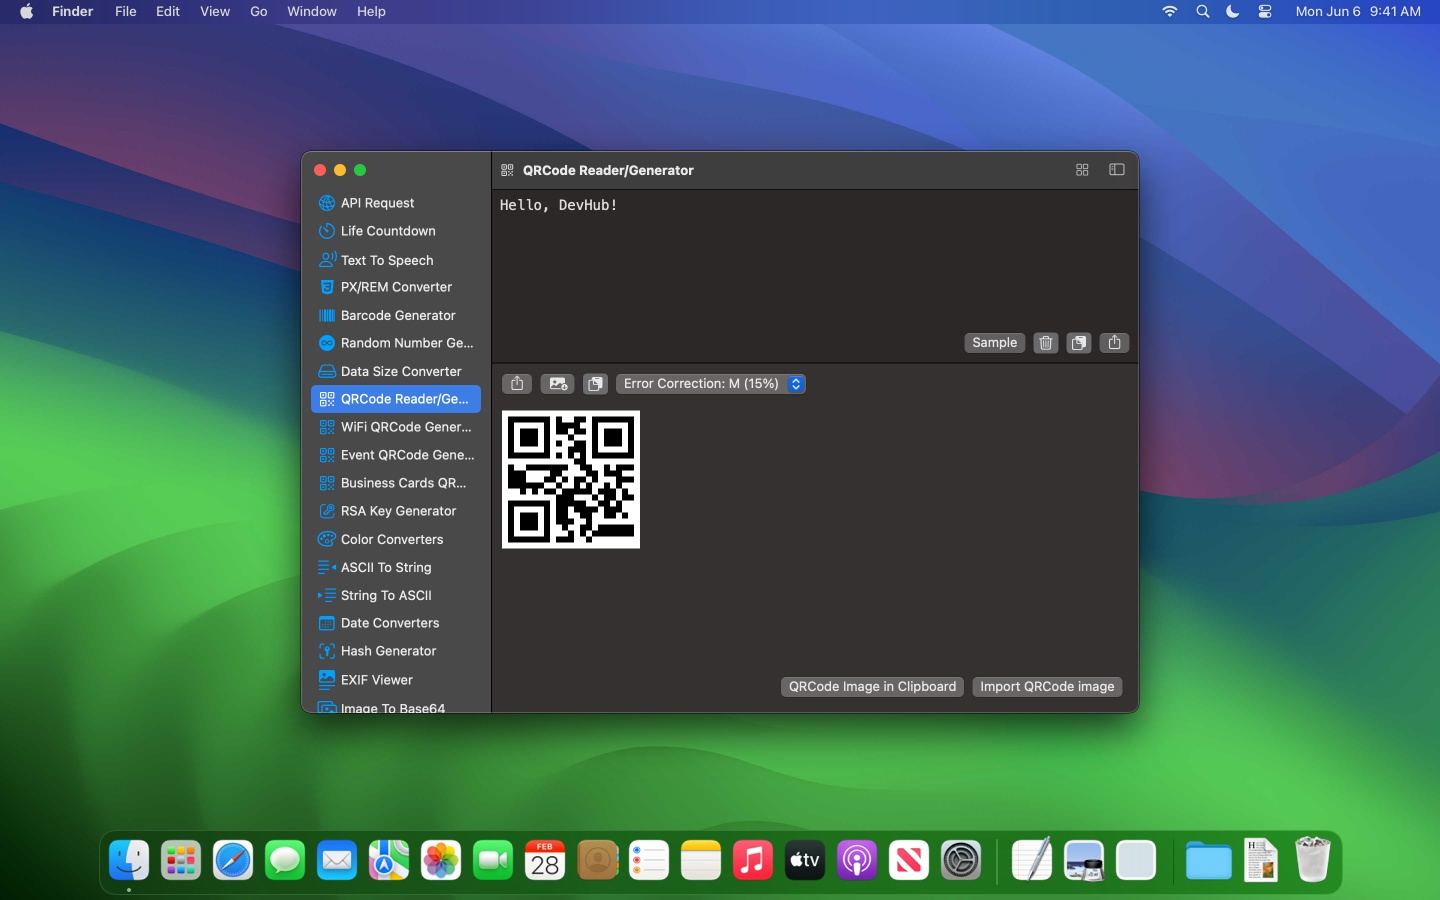 Finder File Edit View Go Window Help Mon Jun 6 9:41 AM
QRCode Reader/Generator
API Request
Life Countdown
Text To Speech
PX/REM Converter
Barcode Generator
Random Number Ge...
Data Size Converter
QRCode Reader/Ge...
WiFi QRCode Gener...
Event QRCode Gene...
Business Cards QR...
RSA Key Generator
Color Converters
ASCII To String
String To ASCII
Date Converters
Hash Generator
EXIF Viewer
Image To Base64
Hello, DevHub!
Sample
Error Correction: M (15%)
QRCode Image in Clipboard Import QRCode image
FEB
28
tv